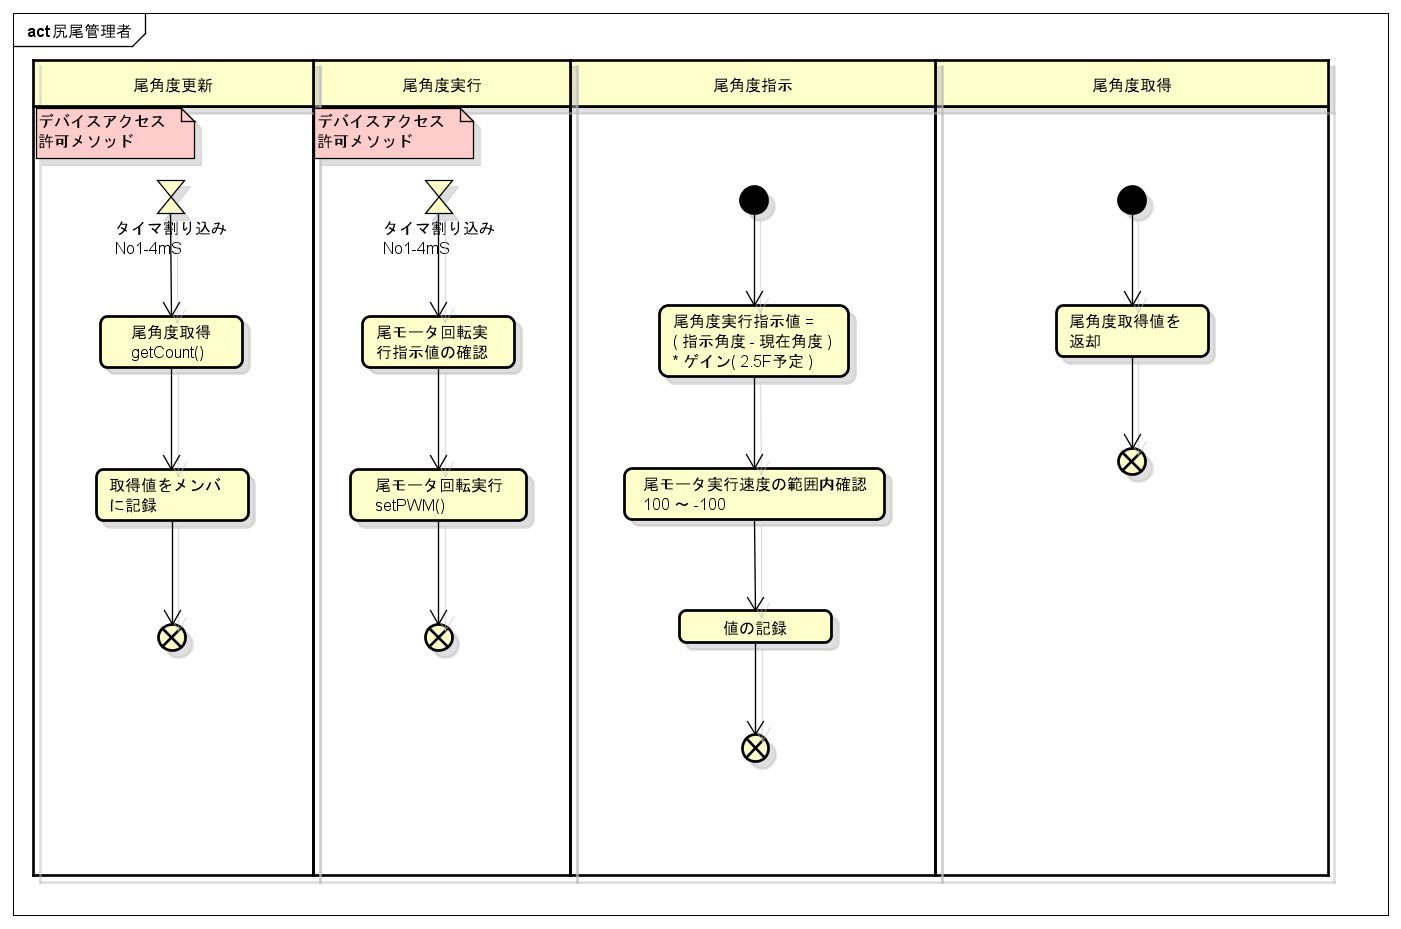 act 尻尾管理者
尾角度更新
尾角度実行
尾角度指示
尾角度取得
デバイスアクセス
許可メソッド
デバイスアクセス
許可メソッド
タイマ割り込み
No1-4mS
タイマ割り込み
No1-4mS
尾角度取得
getCount()
尾モータ回転実
行指示値の確認
尾角度実行指示値 =
( 指示角度 - 現在角度 )
* ゲイン( 2.5F予定 )
尾角度取得値を
返却
取得値をメンバ
に記録
尾モータ回転実行
setPWM()
尾モータ実行速度の範囲内確認
100 ～ -100
値の記録